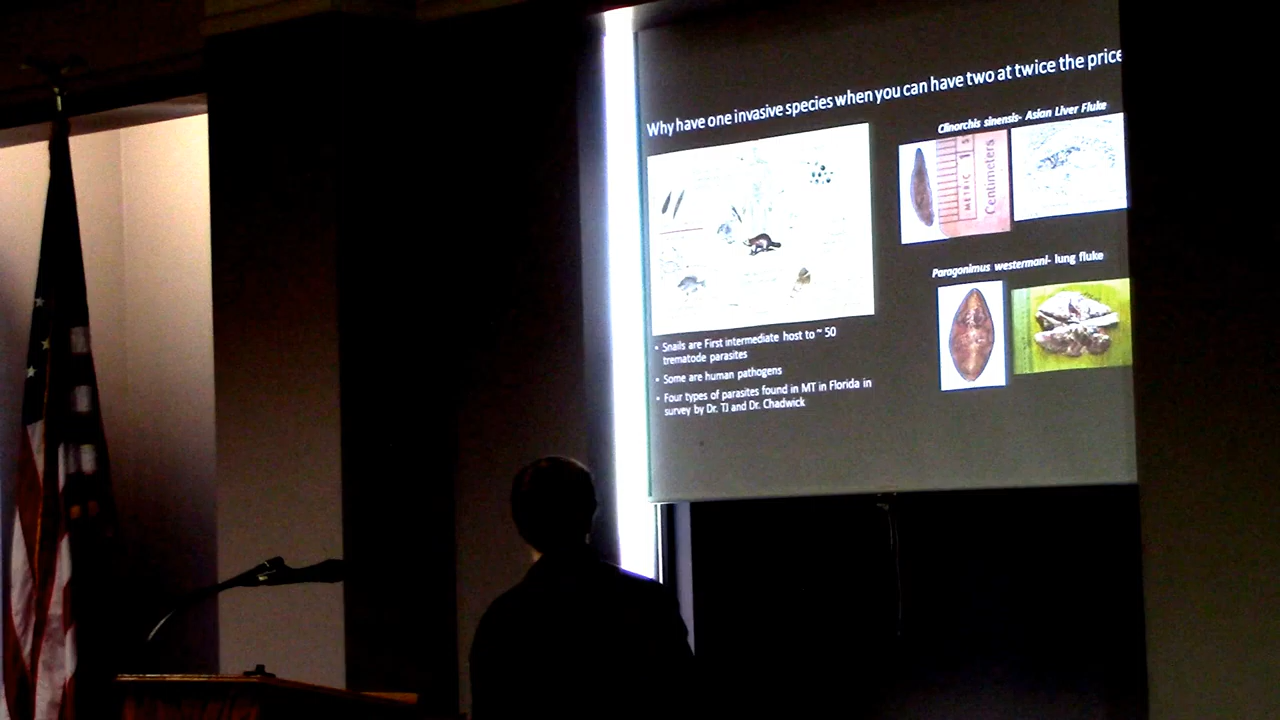 Why have one invasive species when you can have two at twice the price
Clinorchis sinensis- Asian Liver Fluke
METRIC 1
Centimeters
Paragonimus westermani- lung fluke
• Snails are First intermediate host to ~ 50
trematode parasites
• Some are human pathogens
• Four types of parasites found in MT in Florida in
survey by Dr. TJ and Dr. Chadwick